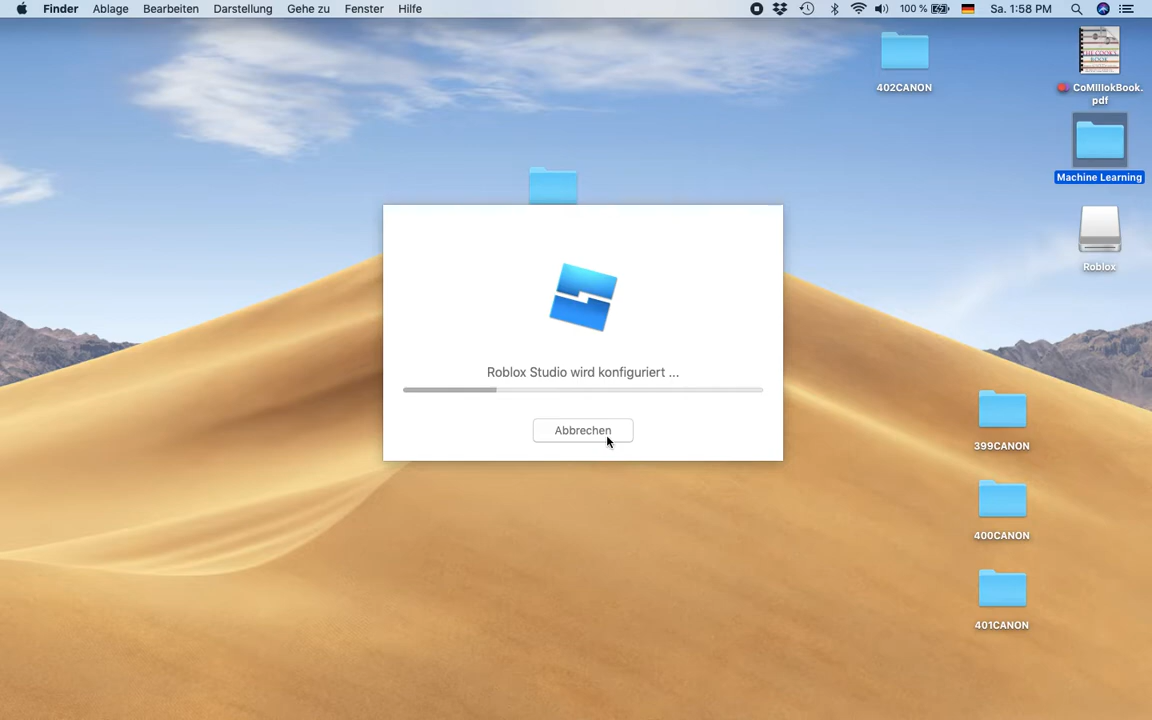 Finder Ablage Bearbeiten Darstellung Gehe zu Fenster Hilfe 100 % Sa. 1:58 PM
402CANON
CoMIIIokBook.
pdf
Machine Learning
Roblox
Roblox Studio wird konfiguriert ...
Abbrechen
399CANON
400CANON
401CANON